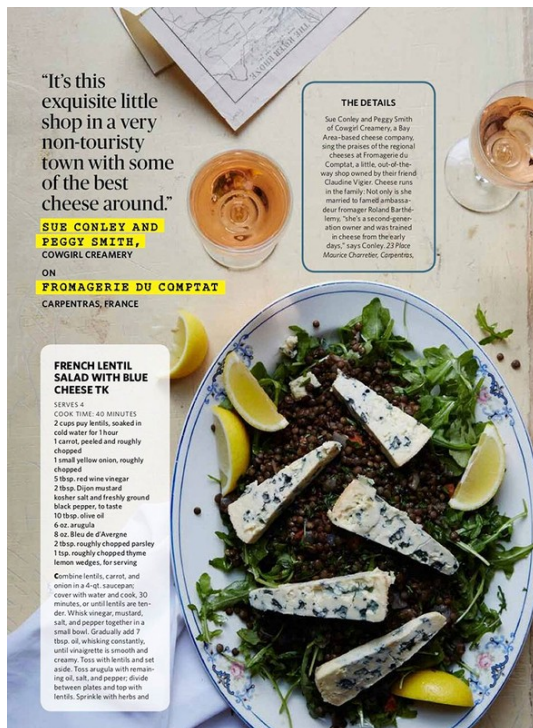 “It’s this
exquisite little
shop in a very
non-touristy
town with some
of the best
cheese around.”
SUE CONLEY AND
PEGGY SMITH,
COWGIRL CREAMERY
ON
FROMAGERIE DU COMPTAT
CARPENTRAS, FRANCE
THE DETAILS
Sue Conley and Peggy Smith
of Cowgirl Creamery, a Bay
Area–based cheese company,
sing the praises of the regional
cheeses at Fromagerie du
Comptat, a little, out-of-the-
way shop owned by their friend
Claudine Vigier. Cheese runs
in the family: Not only is she
married to famed ambassa-
deur fromager Roland Barthé-
lemy, “she’s a second-gener-
ation owner and was trained
in cheese from the early
days,” says Conley. 23 Place
Maurice Charretier, Carpentras,
FRENCH LENTIL
SALAD WITH BLUE
CHEESE TK
SERVES 4
COOK TIME: 40 MINUTES
2 cups puy lentils, soaked in
cold water for 1 hour
1 carrot, peeled and roughly
chopped
1 small yellow onion, roughly
chopped
5 tbsp. red wine vinegar
2 tbsp. Dijon mustard
kosher salt and freshly ground
black pepper, to taste
10 tbsp. olive oil
6 oz. arugula
8 oz. Bleu de d’Avergne
2 tbsp. roughly chopped parsley
1 tsp. roughly chopped thyme
lemon wedges, for serving
Combine lentils, carrot, and
onion in a 4-qt. saucepan;
cover with water and cook, 30
minutes, or until lentils are ten-
der. Whisk vinegar, mustard,
salt, and pepper together in a
small bowl. Gradually add 7
tbsp. oil, whisking constantly,
until vinaigrette is smooth and
creamy. Toss with lentils and set
aside. Toss arugula with remain-
ing oil, salt, and pepper; divide
between plates and top with
lentils. Sprinkle with herbs and